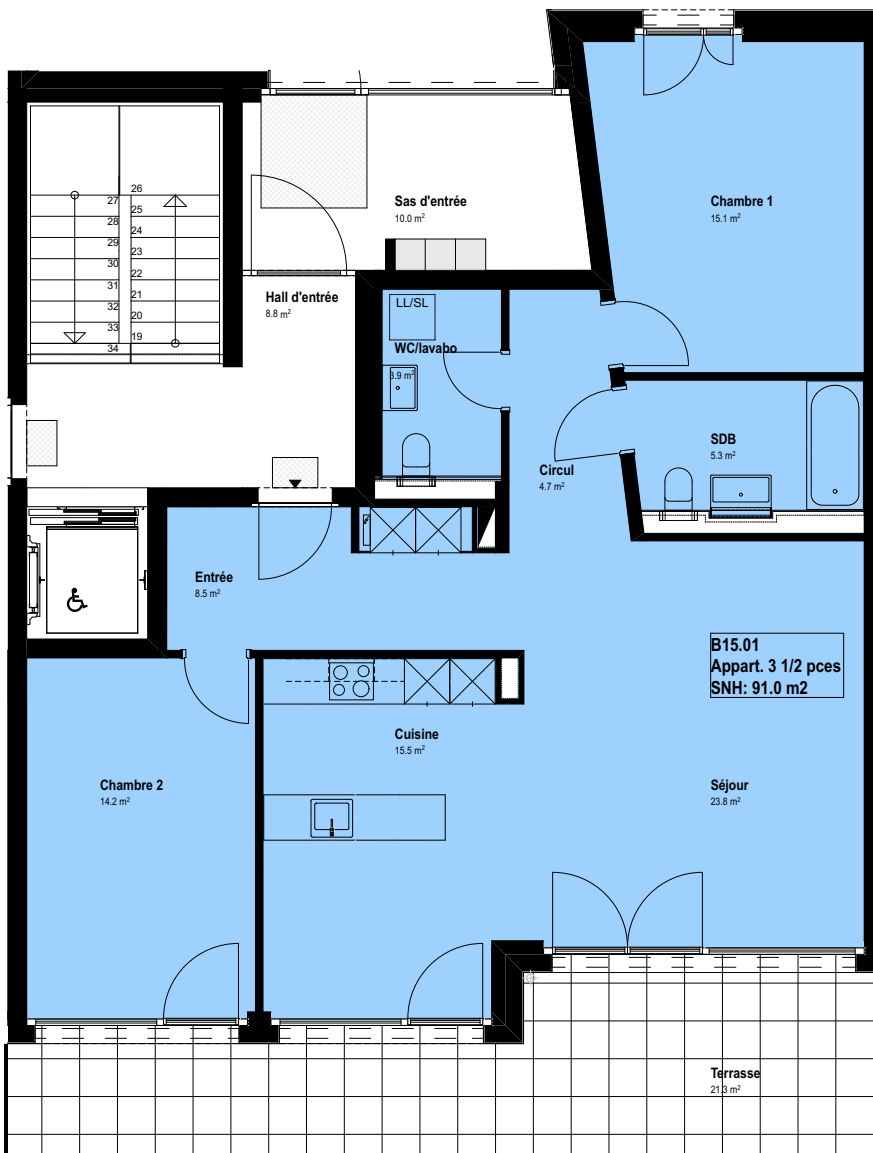 Chambre 1
15.1 m²
Sas d'entrée
10.0 m²
26
27
25
28
24
29
23
30
22
31
21
32
20
33
19
34
Hall d'entrée
8.8 m²
LL/SL
WC/lavabo
3.9 m²
SDB
5.3 m²
Circul
4.7 m²
Entrée
8.5 m²
B15.01
Appart. 3 1/2 pces
SNH: 91.0 m2
Cuisine
15.5 m²
Chambre 2
14.2 m²
Séjour
23.8 m²
Terrasse
21.3 m²